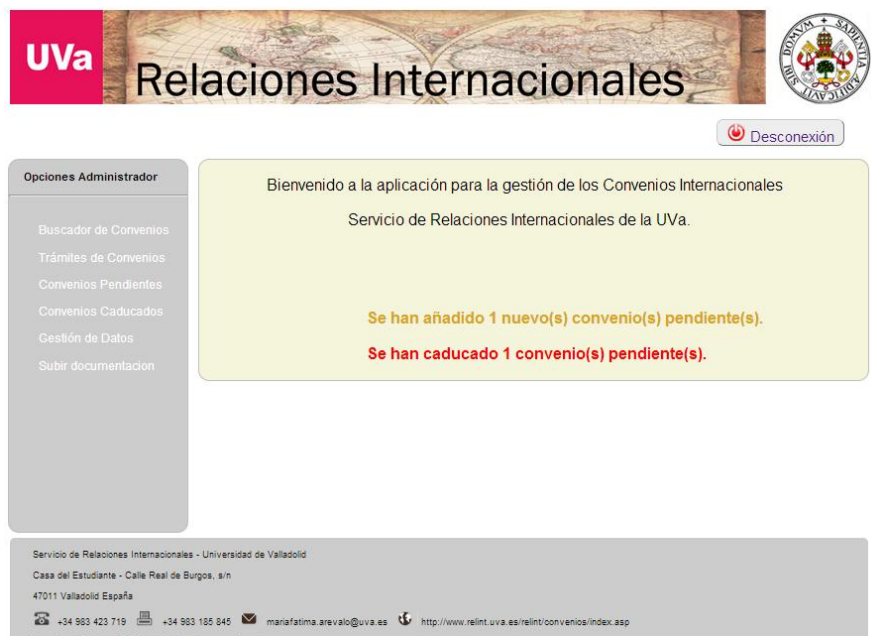 UVa
Relaciones Internacionales
Desconexión
Opciones Administrador
Buscador de Convenios
Trámites de Convenios
Convenios Pendientes
Convenios Caducados
Gestión de Datos
Subir documentacion
Bienvenido a la aplicación para la gestión de los Convenios Internacionales
Servicio de Relaciones Internacionales de la UVa.
Se han añadido 1 nuevo(s) convenio(s) pendiente(s).
Se han caducado 1 convenio(s) pendiente(s).
Servicio de Relaciones Internacionales - Universidad de Valladolid
Casa del Estudiante - Calle Real de Burgos, s/n
47011 Valladolid España
+34 983 423 719 +34 983 185 845 mariafatima.arevalo@uva.es http://www.relint.uva.es/relint/convenios/index.asp